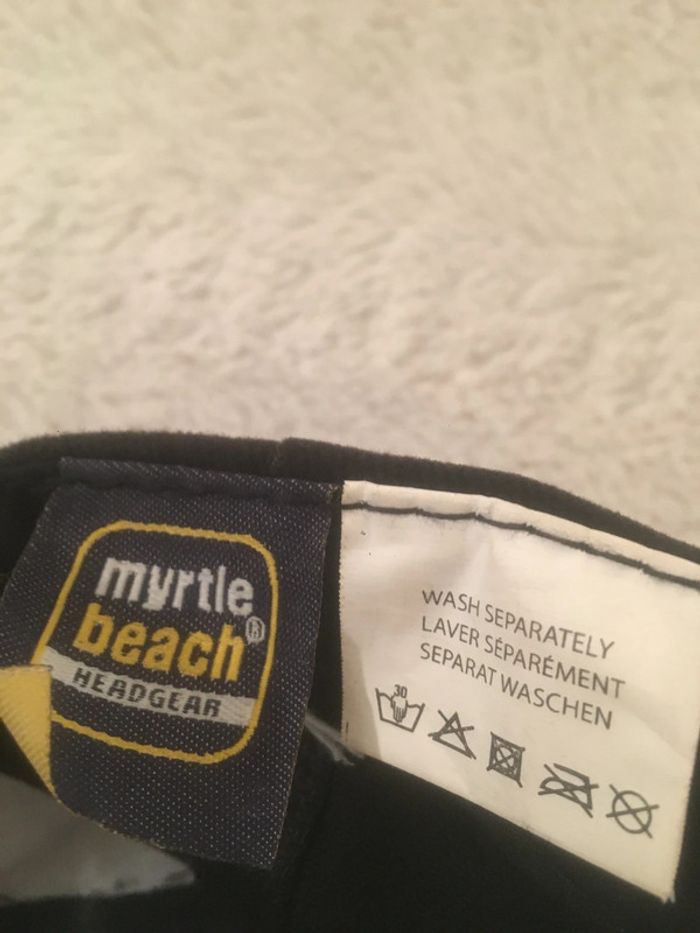 myrtle
beach®
HEADGEAR
WASH SEPARATELY
LAVER SÉPARÉMENT
SEPARAT WASCHEN
30